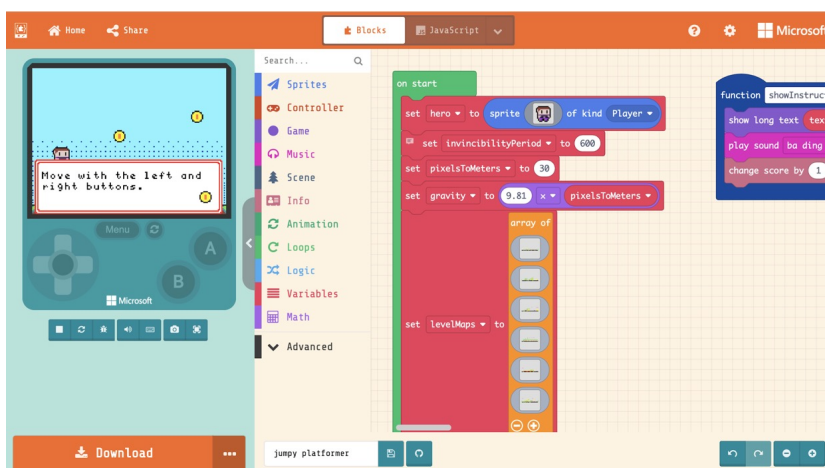 Home
Share
Blocks
JavaScript
Microsoft
Move with the left and
right buttons.
Menu
A
B
Microsoft
Download
Search...
Sprites
Controller
Game
Music
Scene
Info
Animation
Loops
Logic
Variables
Math
Advanced
on start
set hero to sprite of kind Player
set invincibilityPeriod to 600
set pixelsToMeters to 30
set gravity to 9.81 x pixelsToMeters
array of
set levelMaps to
function showInstruc
show long text tex
play sound ba ding
change score by 1
jumpy platformer